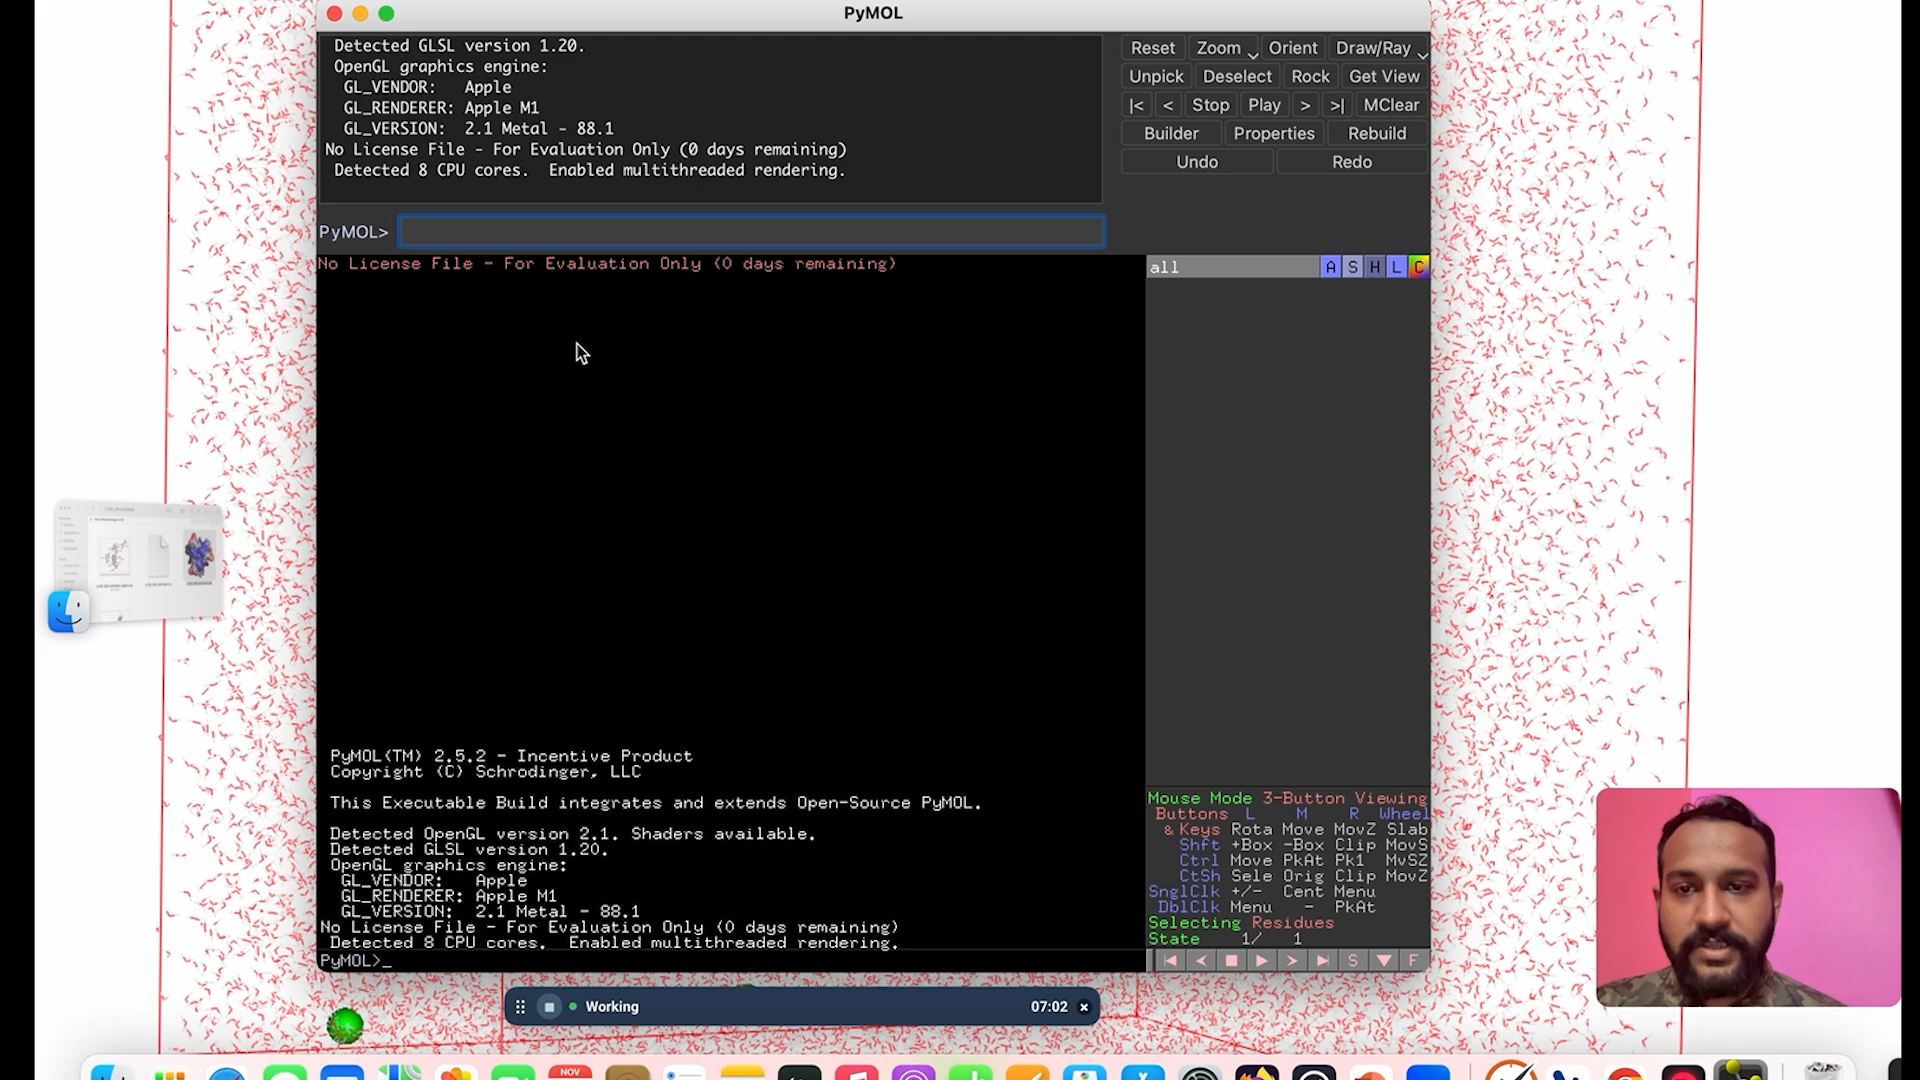 PyMOL
Detected GLSL version 1.20.
OpenGL graphics engine:
GL_VENDOR: Apple
GL_RENDERER: Apple M1
GL_VERSION: 2.1 Metal - 88.1
No License File - For Evaluation Only (0 days remaining)
Detected 8 CPU cores. Enabled multithreaded rendering.
Reset Zoom Orient Draw/Ray
Unpick Deselect Rock Get View
|< < Stop Play > >| MClear
Builder Properties Rebuild
Undo Redo
PyMOL>
No License File - For Evaluation Only (0 days remaining)
all A S H L C
PyMOL(TM) 2.5.2 - Incentive Product
Copyright (C) Schrodinger, LLC
This Executable Build integrates and extends Open-Source PyMOL.
Detected OpenGL version 2.1. Shaders available.
Detected GLSL version 1.20.
OpenGL graphics engine:
GL_VENDOR: Apple
GL_RENDERER: Apple M1
GL_VERSION: 2.1 Metal - 88.1
No License File - For Evaluation Only (0 days remaining)
Detected 8 CPU cores. Enabled multithreaded rendering.
PyMOL>_
Mouse Mode 3-Button Viewing
Buttons L M R Wheel
& Keys Rota Move MovZ Slab
Shft +Box -Box Clip MovS
Ctrl Move PkAt Pk1 MvSZ
CtSh Sele Orig Clip MovZ
SnglClk +/- Cent Menu
DblClk Menu - PkAt
Selecting Residues
State 1/ 1
S F
Working 07:02
NOV